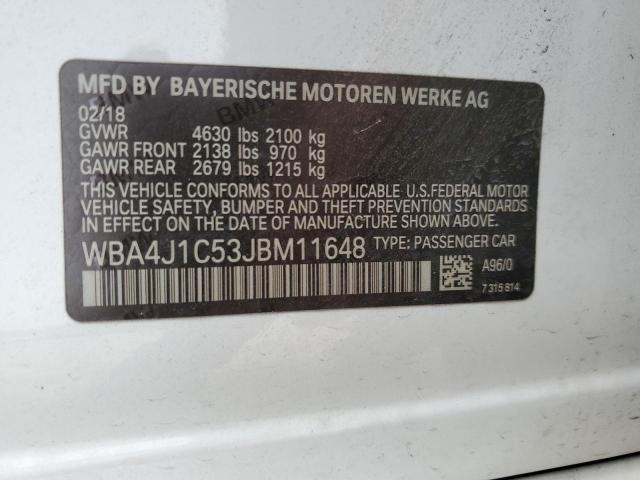 MFD BY BAYERISCHE MOTOREN WERKE AG
02/18
GVWR 4630 lbs 2100 kg
GAWR FRONT 2138 lbs 970 kg
GAWR REAR 2679 lbs 1215 kg
THIS VEHICLE CONFORMS TO ALL APPLICABLE U.S.FEDERAL MOTOR
VEHICLE SAFETY, BUMPER AND THEFT PREVENTION STANDARDS
IN EFFECT ON THE DATE OF MANUFACTURE SHOWN ABOVE.
WBA4J1C53JBM11648 TYPE: PASSENGER CAR
A96/0
7 315 814